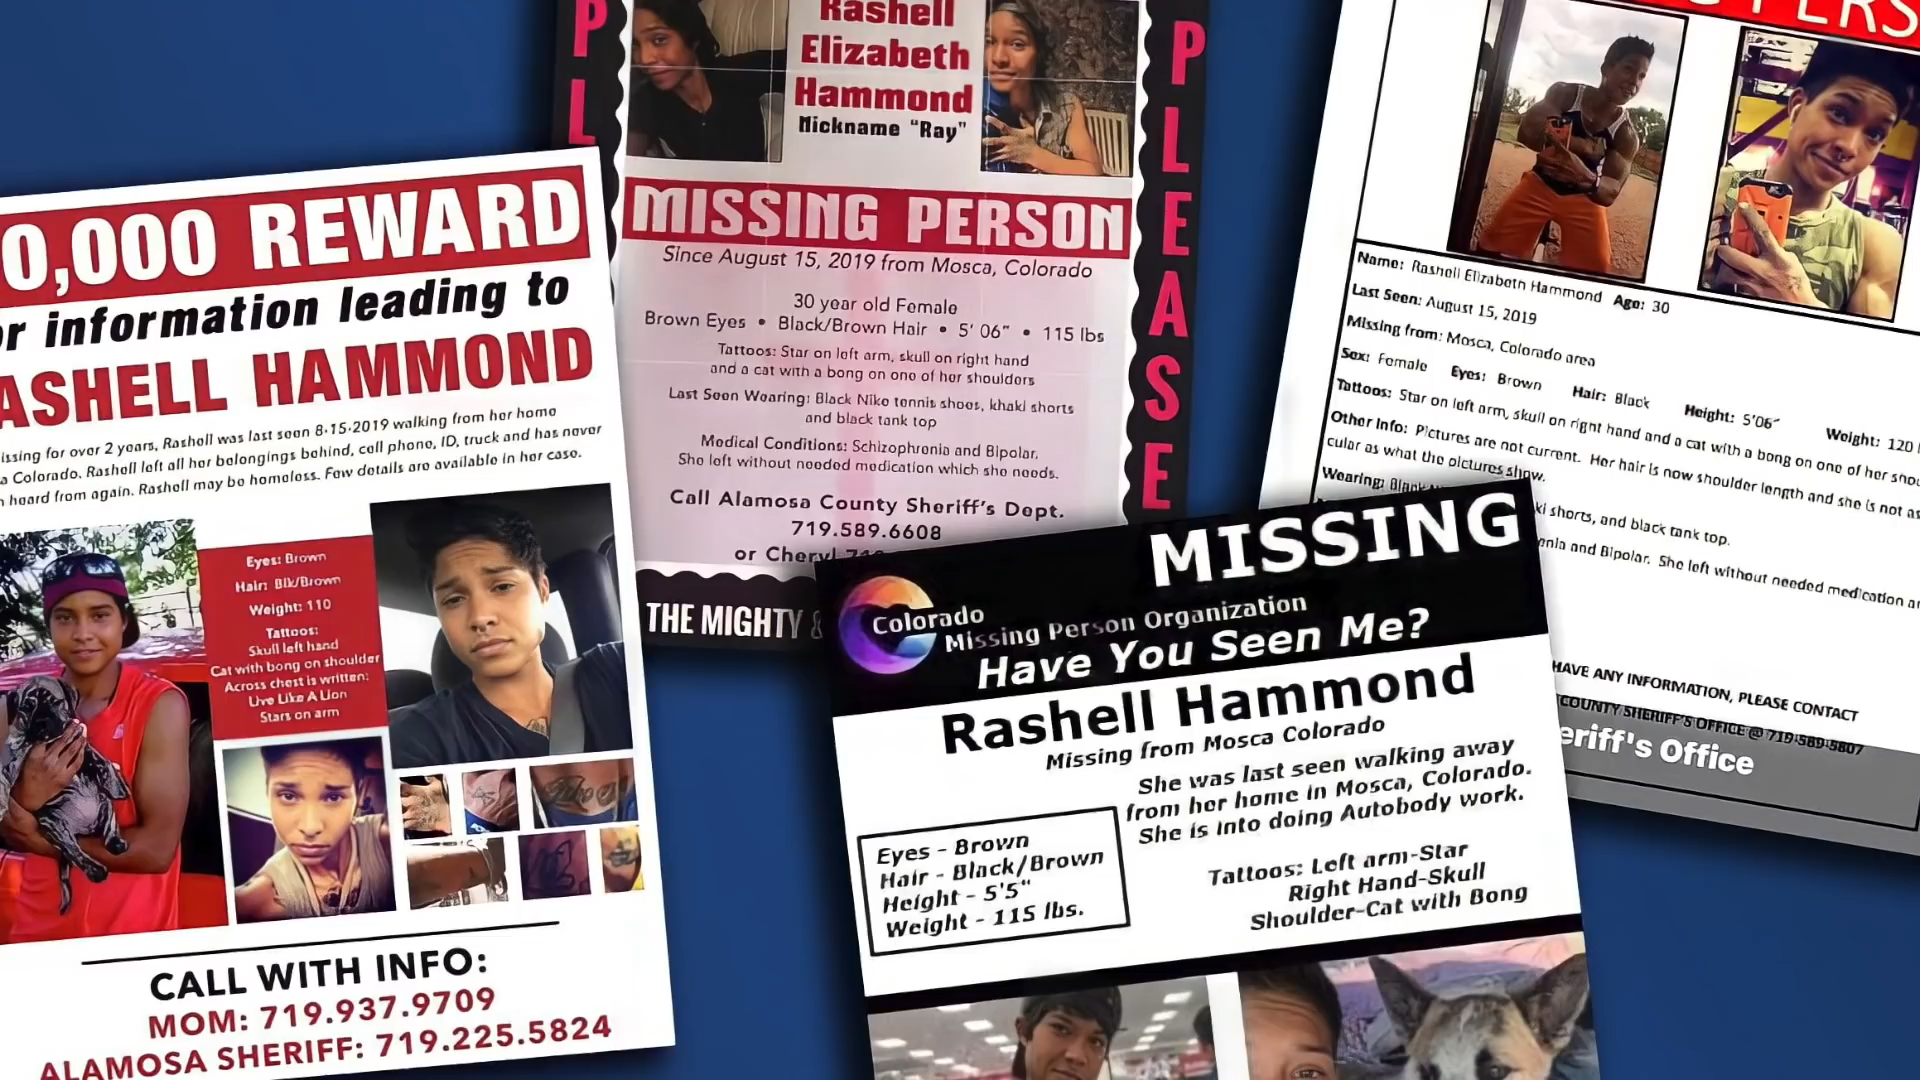 0,000 REWARD
r information leading to
ASHELL HAMMOND
issing for over 2 years, Rashell was last seen 8-15-2019 walking from her home
a Colorado. Rashell left all her belongings behind, cell phone, ID, truck and has never
n heard from again. Rashell may be homeless. Few details are available in her case.
Eyes: Brown
Hair: Blk/Brown
Weight: 110
Tattoos:
Skull left hand
Cat with bong on shoulder
Across chest is written:
Live Like A Lion
Stars on arm
CALL WITH INFO:
MOM: 719.937.9709
ALAMOSA SHERIFF: 719.225.5824
PL
Rashell
Elizabeth
Hammond
Nickname "Ray"
PLEASE
MISSING PERSON
Since August 15, 2019 from Mosca, Colorado
30 year old Female
Brown Eyes • Black/Brown Hair • 5' 06" • 115 lbs
Tattoos: Star on left arm, skull on right hand
and a cat with a bong on one of her shoulders
Last Seen Wearing: Black Nike tennis shoes, khaki shorts
and black tank top
Medical Conditions: Schizophrenia and Bipolar.
She left without needed medication which she needs.
Call Alamosa County Sheriff's Dept.
719.589.6608
or Cheryl
THE MIGHTY &
MISSING
Colorado
Missing Person Organization
Have You Seen Me?
Rashell Hammond
Missing from Mosca Colorado
She was last seen walking away
from her home in Mosca, Colorado.
She is into doing Autobody work.
Eyes - Brown
Hair - Black/Brown
Height - 5'5"
Weight - 115 lbs.
Tattoos: Left arm-Star
Right Hand-Skull
Shoulder-Cat with Bong
PERS
Name: Rashell Elizabeth Hammond Age: 30
Last Seen: August 15, 2019
Missing from: Mosca, Colorado area
Sex: Female Eyes: Brown Hair: Black Height: 5'06" Weight: 120
Tattoos: Star on left arm, skull on right hand and a cat with a bong on one of her shou
Other Info: Pictures are not current. Her hair is now shoulder length and she is not as
cular as what the pictures show.
Wearing: Black
ki shorts, and black tank top.
enia and Bipolar. She left without needed medication
HAVE ANY INFORMATION, PLEASE CONTACT
COUNTY SHERIFF'S OFFICE @ 719-589-5807
eriff's Office